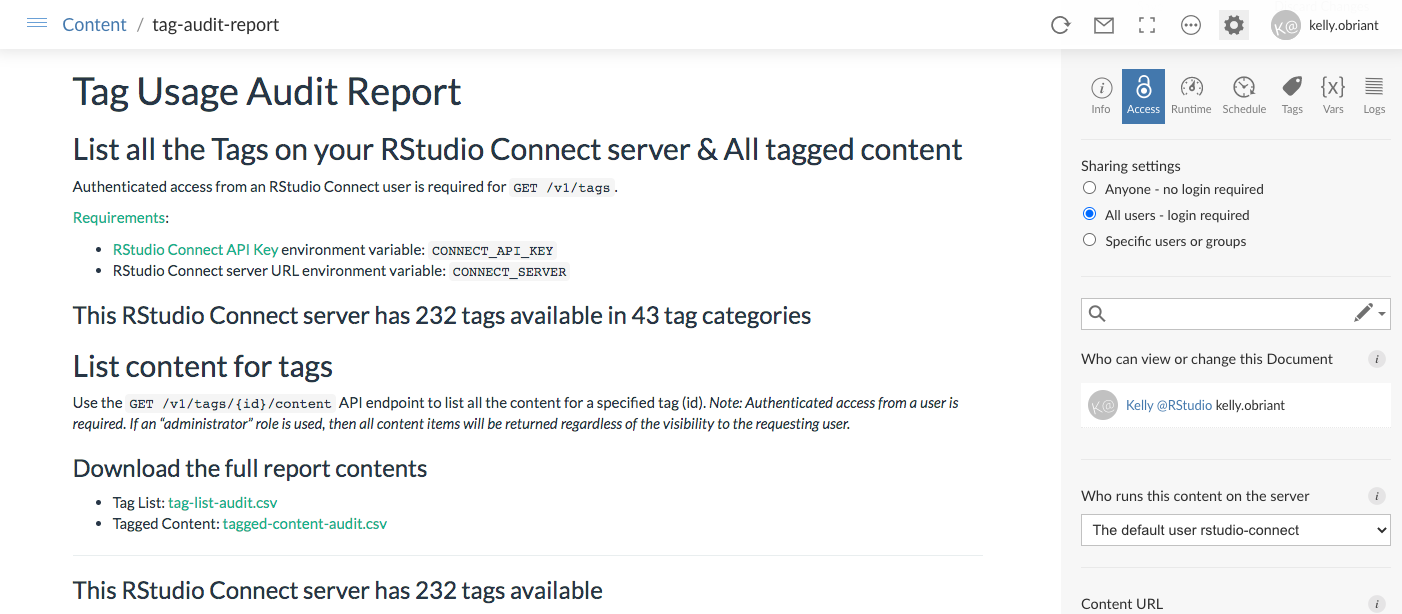 Content / tag-audit-report
K@ kelly.obriant
Tag Usage Audit Report
List all the Tags on your RStudio Connect server & All tagged content
Authenticated access from an RStudio Connect user is required for GET /v1/tags.
Requirements:
• RStudio Connect API Key environment variable: CONNECT_API_KEY
• RStudio Connect server URL environment variable: CONNECT_SERVER
This RStudio Connect server has 232 tags available in 43 tag categories
List content for tags
Use the GET /v1/tags/{id}/content API endpoint to list all the content for a specified tag (id). Note: Authenticated access from a user is
required. If an “administrator” role is used, then all content items will be returned regardless of the visibility to the requesting user.
Download the full report contents
• Tag List: tag-list-audit.csv
• Tagged Content: tagged-content-audit.csv
This RStudio Connect server has 232 tags available
i {x}
Info Access Runtime Schedule Tags Vars Logs
Sharing settings
Anyone - no login required
All users - login required
Specific users or groups
Who can view or change this Document i
K@ Kelly @RStudio kelly.obriant
Who runs this content on the server i
The default user rstudio-connect
Content URL i